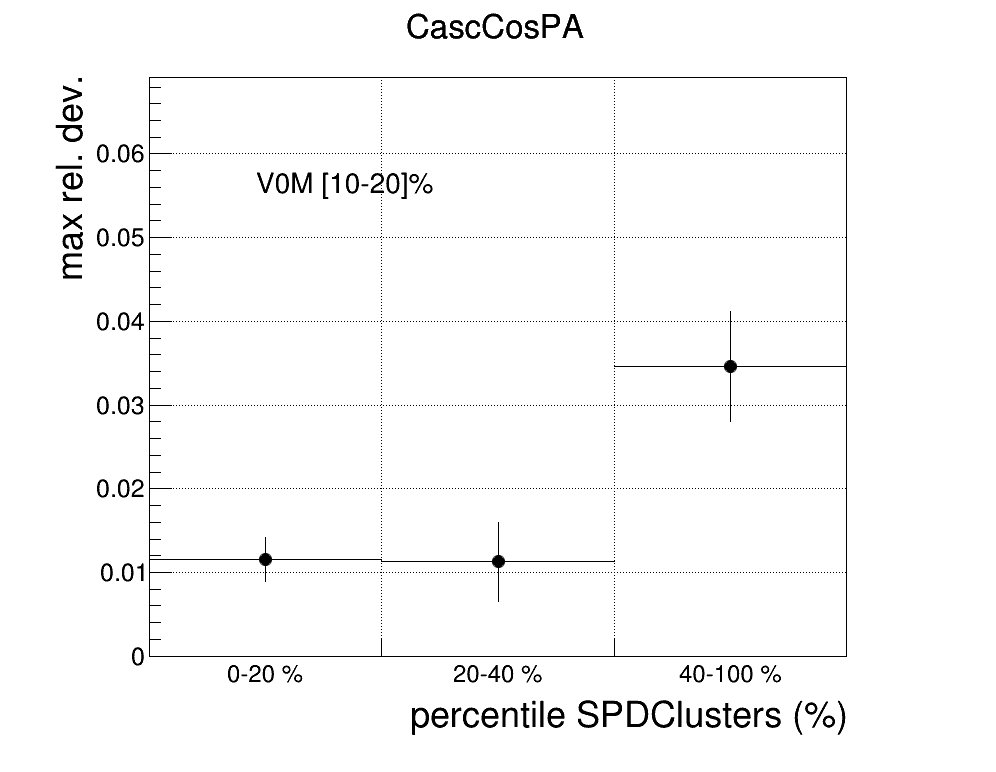 CascCosPA
max rel. dev.
0.06
V0M [10-20]%
0.05
0.04
0.03
0.02
0.01
0
0-20 %
20-40 %
40-100 %
percentile SPDClusters (%)